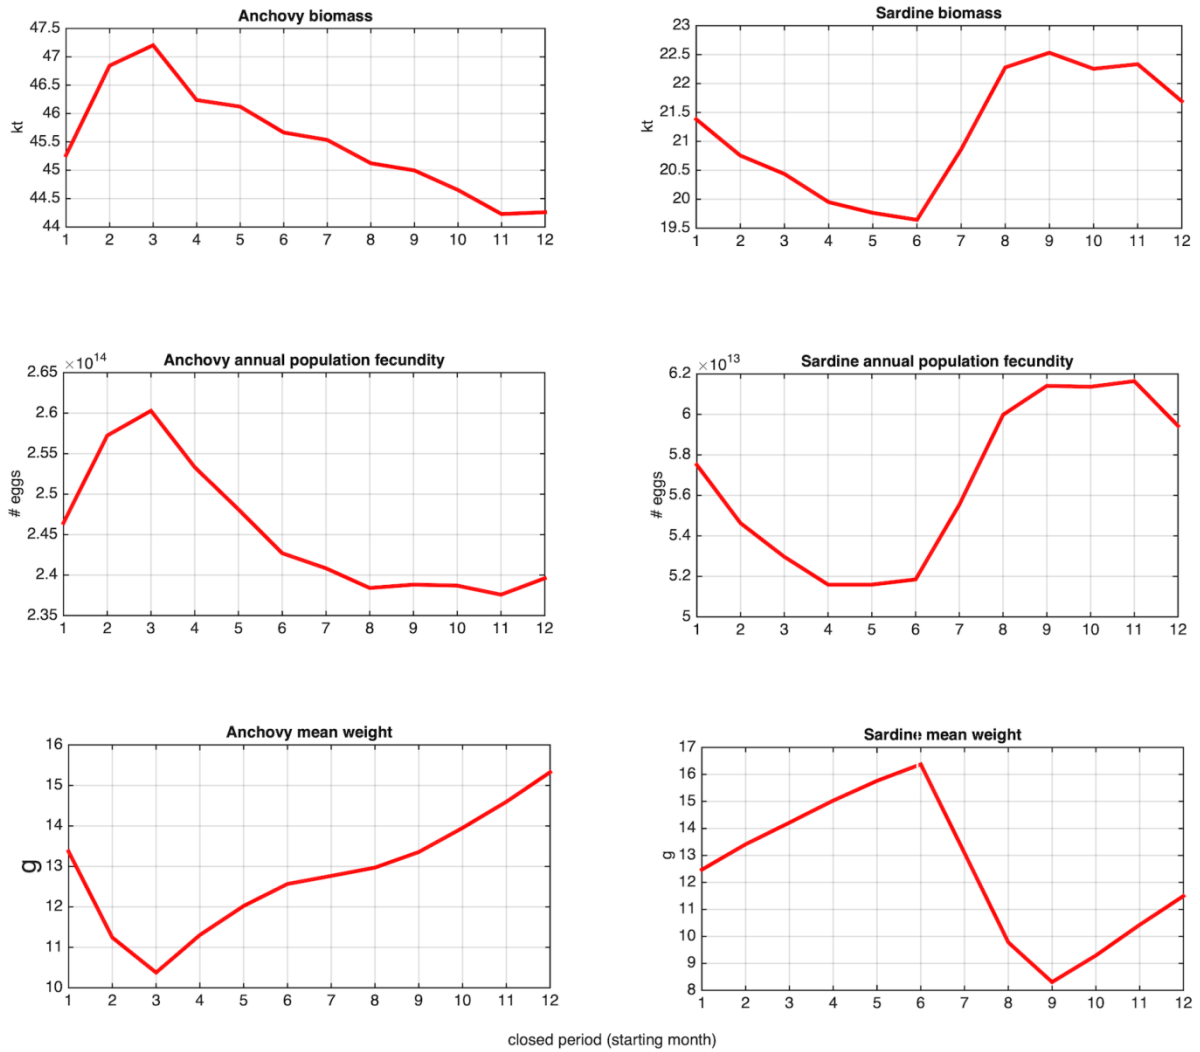 Anchovy biomass
47.5
47
46.5
46
45.5
45
44.5
44
kt
1 2 3 4 5 6 7 8 9 10 11 12
Sardine biomass
23
22.5
22
21.5
21
20.5
20
19.5
kt
1 2 3 4 5 6 7 8 9 10 11 12
Anchovy annual population fecundity
×10^14
2.65
2.6
2.55
2.5
2.45
2.4
2.35
# eggs
1 2 3 4 5 6 7 8 9 10 11 12
Sardine annual population fecundity
×10^13
6.2
6
5.8
5.6
5.4
5.2
5
# eggs
1 2 3 4 5 6 7 8 9 10 11 12
Anchovy mean weight
16
15
14
13
12
11
10
g
1 2 3 4 5 6 7 8 9 10 11 12
Sardine mean weight
17
16
15
14
13
12
11
10
9
8
g
1 2 3 4 5 6 7 8 9 10 11 12
closed period (starting month)